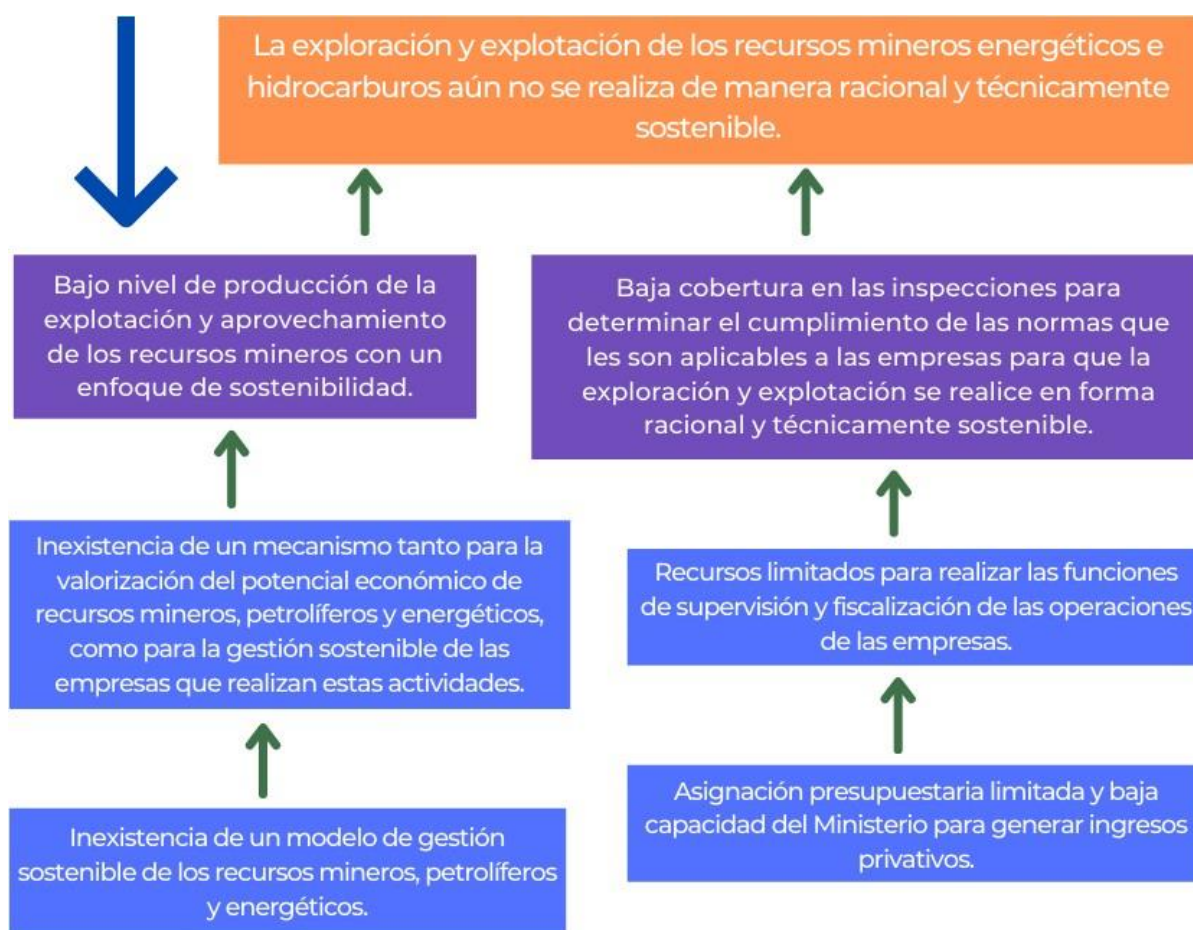 La exploración y explotación de los recursos mineros energéticos e
hidrocarburos aún no se realiza de manera racional y técnicamente
sostenible.
Bajo nivel de producción de la
explotación y aprovechamiento
de los recursos mineros con un
enfoque de sostenibilidad.
Baja cobertura en las inspecciones para
determinar el cumplimiento de las normas que
les son aplicables a las empresas para que la
exploración y explotación se realice en forma
racional y técnicamente sostenible.
Inexistencia de un mecanismo tanto para la
valorización del potencial económico de
recursos mineros, petrolíferos y energéticos,
como para la gestión sostenible de las
empresas que realizan estas actividades.
Recursos limitados para realizar las funciones
de supervisión y fiscalización de las operaciones
de las empresas.
Inexistencia de un modelo de gestión
sostenible de los recursos mineros, petrolíferos
y energéticos.
Asignación presupuestaria limitada y baja
capacidad del Ministerio para generar ingresos
privativos.